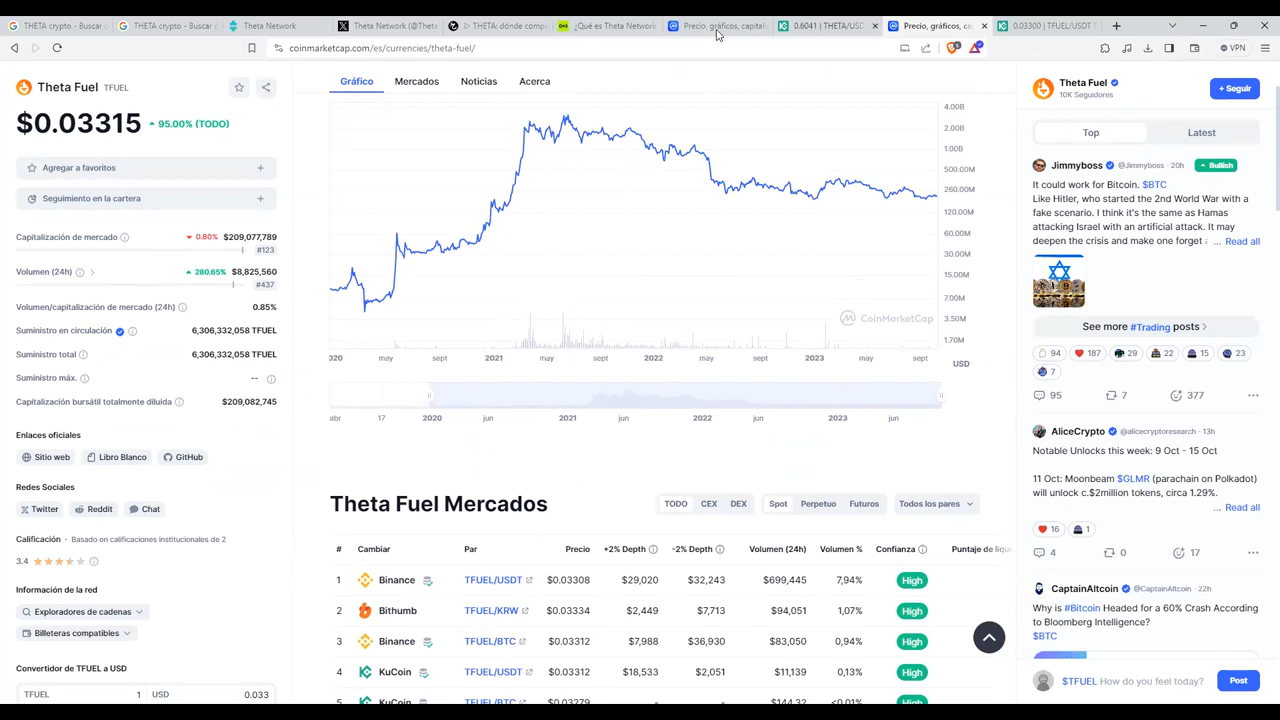 THETA crypto - Buscar c
THETA crypto - Buscar c
Theta Network
Theta Network (@Theta
▷ THETA: dónde compr
¿Qué es Theta Network
Precio, gráficos, capitali
0.6041 | THETA/USD
Precio, gráficos, ca
0.03300 | TFUEL/USDT
coinmarketcap.com/es/currencies/theta-fuel/
VPN
Theta Fuel TFUEL
$0.03315 95.00% (TODO)
Agregar a favoritos +
Seguimiento en la cartera +
Capitalización de mercado 0.80% $209,077,789
#123
Volumen (24h) 280.65% $8,825,560
#437
Volumen/capitalización de mercado (24h) 0.85%
Suministro en circulación 6,306,332,058 TFUEL
Suministro total 6,306,332,058 TFUEL
Suministro máx. --
Capitalización bursátil totalmente diluida $209,082,745
Enlaces oficiales
Sitio web Libro Blanco GitHub
Redes Sociales
Twitter Reddit Chat
Calificación · Basado en calificaciones institucionales de 2
3.4
Información de la red
Exploradores de cadenas
Billeteras compatibles
Convertidor de TFUEL a USD
TFUEL 1 USD 0.033
Gráfico Mercados Noticias Acerca
4.00B
2.00B
1.00B
500.00M
260.00M
120.00M
60.00M
30.00M
15.00M
7.00M
3.50M
1.70M
CoinMarketCap
2020 may sept 2021 may sept 2022 may sept 2023 may sept
USD
abr 17 2020 jun 2021 jun 2022 jun 2023 jun
Theta Fuel Mercados
TODO CEX DEX Spot Perpetuo Futuros Todos los pares
# Cambiar Par Precio +2% Depth -2% Depth Volumen (24h) Volumen % Confianza Puntaje de liqui
1 Binance TFUEL/USDT $0.03308 $29,020 $32,243 $699,445 7,94% High
2 Bithumb TFUEL/KRW $0.03334 $2,449 $7,713 $94,051 1,07% High
3 Binance TFUEL/BTC $0.03312 $7,988 $36,930 $83,050 0,94% High
4 KuCoin TFUEL/USDT $0.03312 $18,533 $2,051 $11,139 0,13% High
5 KuCoin TFUEL/BTC $0.03279 - - $144.32 <0.01% High
Theta Fuel
10K Seguidores
+ Seguir
Top Latest
Jimmyboss @Jimmyboss · 20h Bullish
It could work for Bitcoin. $BTC
Like Hitler, who started the 2nd World War with a
fake scenario. I think it's the same as Hamas
attacking Israel with an artificial attack. It may
deepen the crisis and make one forget ... Read all
See more #Trading posts
94 187 29 22 15 23
7
95 7 377 ...
AliceCrypto @alicecryptoresearch · 13h
Notable Unlocks this week: 9 Oct - 15 Oct
11 Oct: Moonbeam $GLMR (parachain on Polkadot)
will unlock c.$2million tokens, circa 1.29%.
... Read all
16 1
4 0 17 ...
CaptainAltcoin @CaptainAltcoin · 22h
Why is #Bitcoin Headed for a 60% Crash According
to Bloomberg Intelligence?
$BTC
$TFUEL How do you feel today? Post